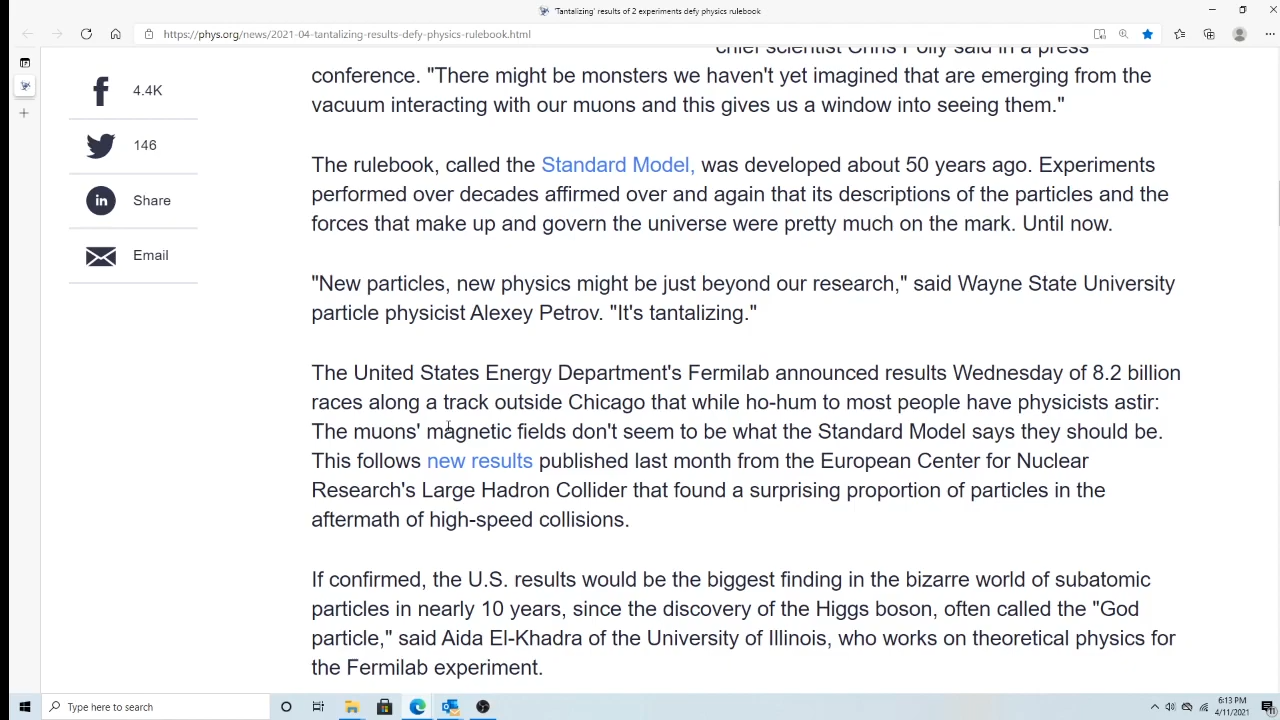 'Tantalizing' results of 2 experiments defy physics rulebook
https://phys.org/news/2021-04-tantalizing-results-defy-physics-rulebook.html
4.4K
146
Share
Email
chief scientist Chris Polly said in a press
conference. "There might be monsters we haven't yet imagined that are emerging from the
vacuum interacting with our muons and this gives us a window into seeing them."
The rulebook, called the Standard Model, was developed about 50 years ago. Experiments
performed over decades affirmed over and again that its descriptions of the particles and the
forces that make up and govern the universe were pretty much on the mark. Until now.
"New particles, new physics might be just beyond our research," said Wayne State University
particle physicist Alexey Petrov. "It's tantalizing."
The United States Energy Department's Fermilab announced results Wednesday of 8.2 billion
races along a track outside Chicago that while ho-hum to most people have physicists astir:
The muons' magnetic fields don't seem to be what the Standard Model says they should be.
This follows new results published last month from the European Center for Nuclear
Research's Large Hadron Collider that found a surprising proportion of particles in the
aftermath of high-speed collisions.
If confirmed, the U.S. results would be the biggest finding in the bizarre world of subatomic
particles in nearly 10 years, since the discovery of the Higgs boson, often called the "God
particle," said Aida El-Khadra of the University of Illinois, who works on theoretical physics for
the Fermilab experiment.
Type here to search
6:13 PM
4/11/2021